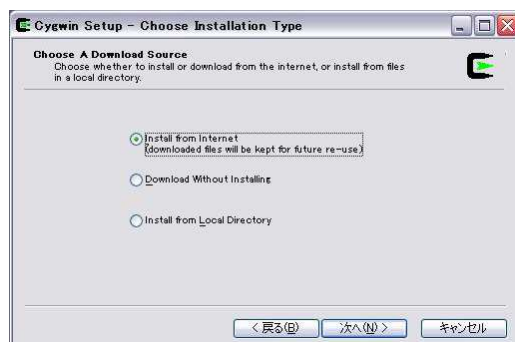 Cygwin Setup - Choose Installation Type
Choose A Download Source
Choose whether to install or download from the internet, or install from files
in a local directory.
Install from Internet
(downloaded files will be kept for future re-use)
Download Without Installing
Install from Local Directory
< 戻る(B) 次へ(N) > キャンセル